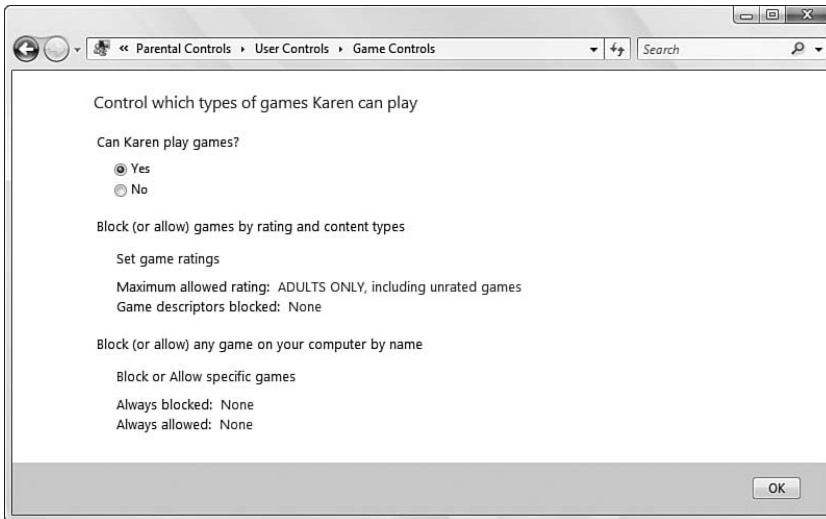 « Parental Controls ▸ User Controls ▸ Game Controls
Search
Control which types of games Karen can play
Can Karen play games?
Yes
No
Block (or allow) games by rating and content types
Set game ratings
Maximum allowed rating: ADULTS ONLY, including unrated games
Game descriptors blocked: None
Block (or allow) any game on your computer by name
Block or Allow specific games
Always blocked: None
Always allowed: None
OK